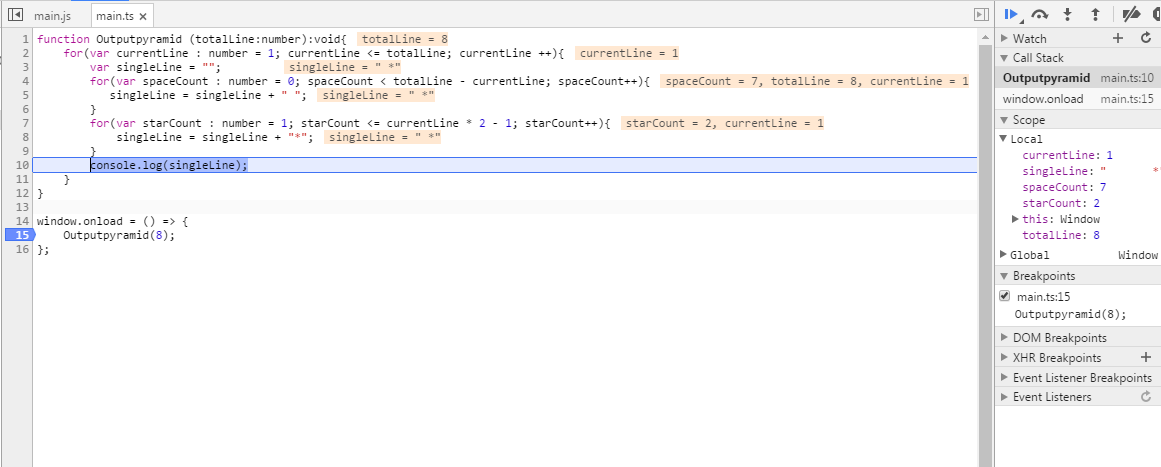 main.js
main.ts ×
1 function Outputpyramid (totalLine:number):void{ totalLine = 8
2 for(var currentLine : number = 1; currentLine <= totalLine; currentLine ++){ currentLine = 1
3 var singleLine = ""; singleLine = " *"
4 for(var spaceCount : number = 0; spaceCount < totalLine - currentLine; spaceCount++){ spaceCount = 7, totalLine = 8, currentLine = 1
5 singleLine = singleLine + " "; singleLine = " *"
6 }
7 for(var starCount : number = 1; starCount <= currentLine * 2 - 1; starCount++){ starCount = 2, currentLine = 1
8 singleLine = singleLine + "*"; singleLine = " *"
9 }
10 console.log(singleLine);
11 }
12 }
13
14 window.onload = () => {
15 Outputpyramid(8);
16 };
Watch
Call Stack
Outputpyramid main.ts:10
window.onload main.ts:15
Scope
Local
currentLine: 1
singleLine: " *"
spaceCount: 7
starCount: 2
this: Window
totalLine: 8
Global Window
Breakpoints
main.ts:15
Outputpyramid(8);
DOM Breakpoints
XHR Breakpoints
Event Listener Breakpoints
Event Listeners